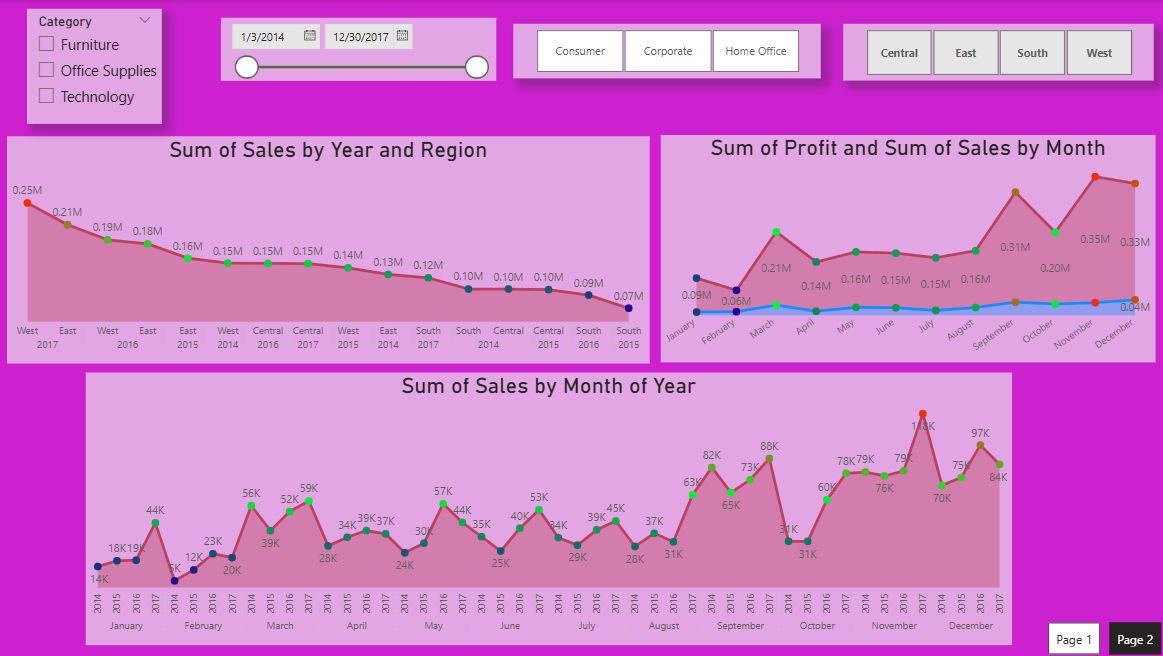 Category
Furniture
Office Supplies
Technology
1/3/2014 12/30/2017
Consumer Corporate Home Office
Central East South West
Sum of Sales by Year and Region
0.25M 0.21M 0.19M 0.18M 0.16M 0.15M 0.15M 0.15M 0.14M 0.13M 0.12M 0.10M 0.10M 0.10M 0.09M 0.07M
West East West East East West Central Central West East South South Central Central South South
2017 2016 2015 2014 2016 2017 2015 2014 2017 2014 2015 2016 2015
Sum of Profit and Sum of Sales by Month
0.09M 0.06M 0.21M 0.14M 0.16M 0.15M 0.15M 0.16M 0.31M 0.20M 0.35M 0.33M
0.04M
January February March April May June July August September October November December
Sum of Sales by Month of Year
14K 18K 19K 44K 5K 12K 23K 20K 56K 39K 52K 59K 28K 34K 39K 37K 24K 30K 57K 44K 35K 25K 40K 53K 34K 29K 39K 45K 28K 37K 31K 63K 82K 65K 73K 88K 31K 31K 60K 78K 79K 76K 79K 118K 70K 75K 97K 84K
2014 2015 2016 2017 2014 2015 2016 2017 2014 2015 2016 2017 2014 2015 2016 2017 2014 2015 2016 2017 2014 2015 2016 2017 2014 2015 2016 2017 2014 2015 2016 2017 2014 2015 2016 2017 2014 2015 2016 2017 2014 2015 2016 2017 2014 2015 2016 2017
January February March April May June July August September October November December
Page 1 Page 2